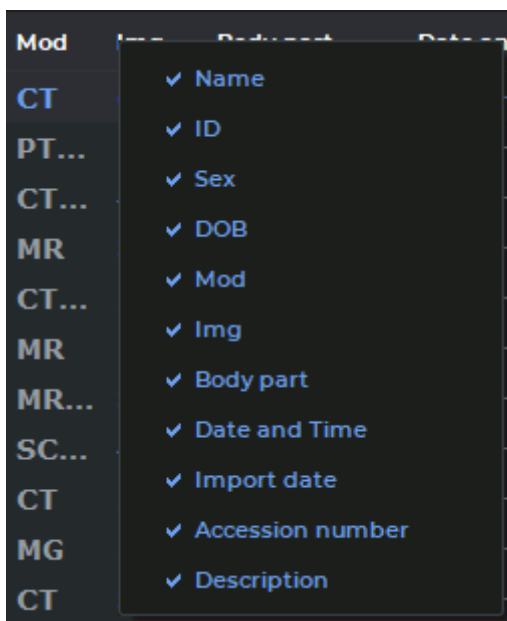 Mod
Name
ID
Sex
DOB
Mod
Img
Body part
Date and Time
Import date
Accession number
Description
CT
PT...
CT...
MR
CT...
MR
MR...
SC...
CT
MG
CT